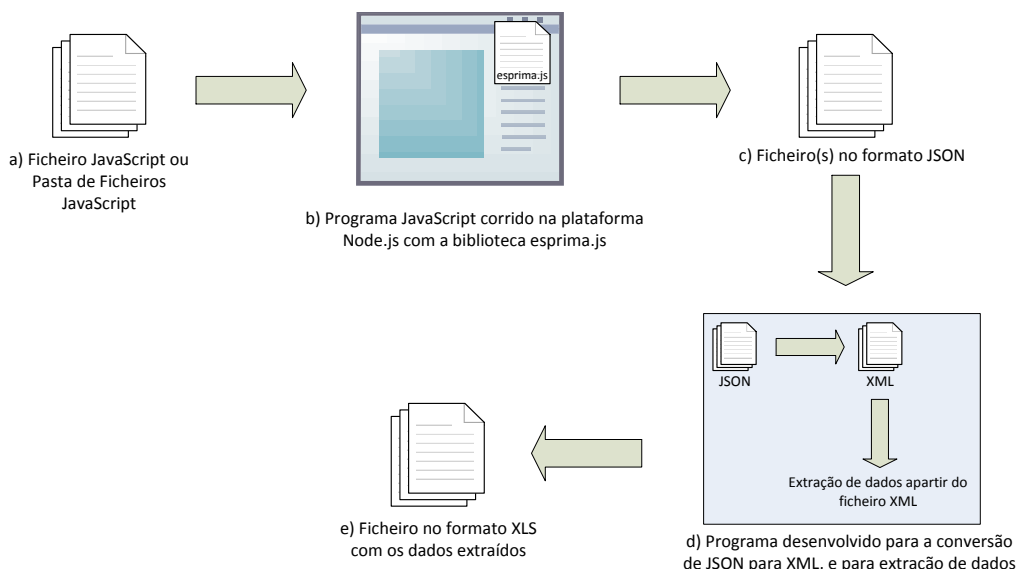 a) Ficheiro JavaScript ou
Pasta de Ficheiros
JavaScript
esprima.js
b) Programa JavaScript corrido na plataforma
Node.js com a biblioteca esprima.js
c) Ficheiro(s) no formato JSON
JSON
XML
Extração de dados apartir do
ficheiro XML
d) Programa desenvolvido para a conversão
de JSON para XML, e para extração de dados
e) Ficheiro no formato XLS
com os dados extraídos